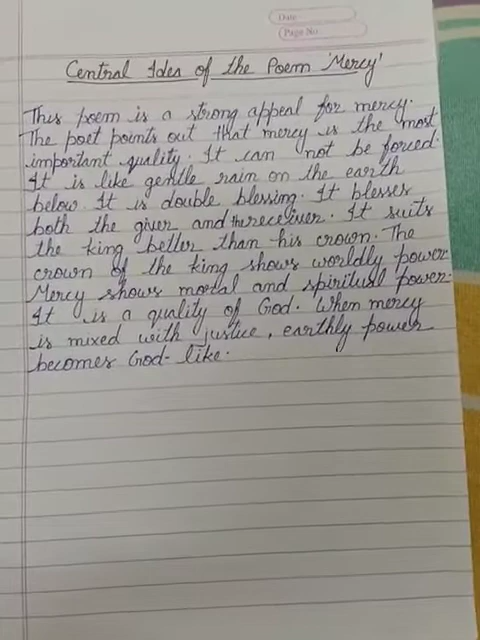 Date
Page No
Central Idea of the Poem 'Mercy'
This poem is a strong appeal for mercy.
The poet points out that mercy is the most
important quality. It can not be forced.
It is like gentle rain on the earth
below. It is double blessing. It blesses
both the giver and the receiver. It suits
the king better than his crown. The
crown of the king shows worldly power.
Mercy shows moral and spiritual power.
It is a quality of God. When mercy
is mixed with justice, earthly power
becomes God-like.